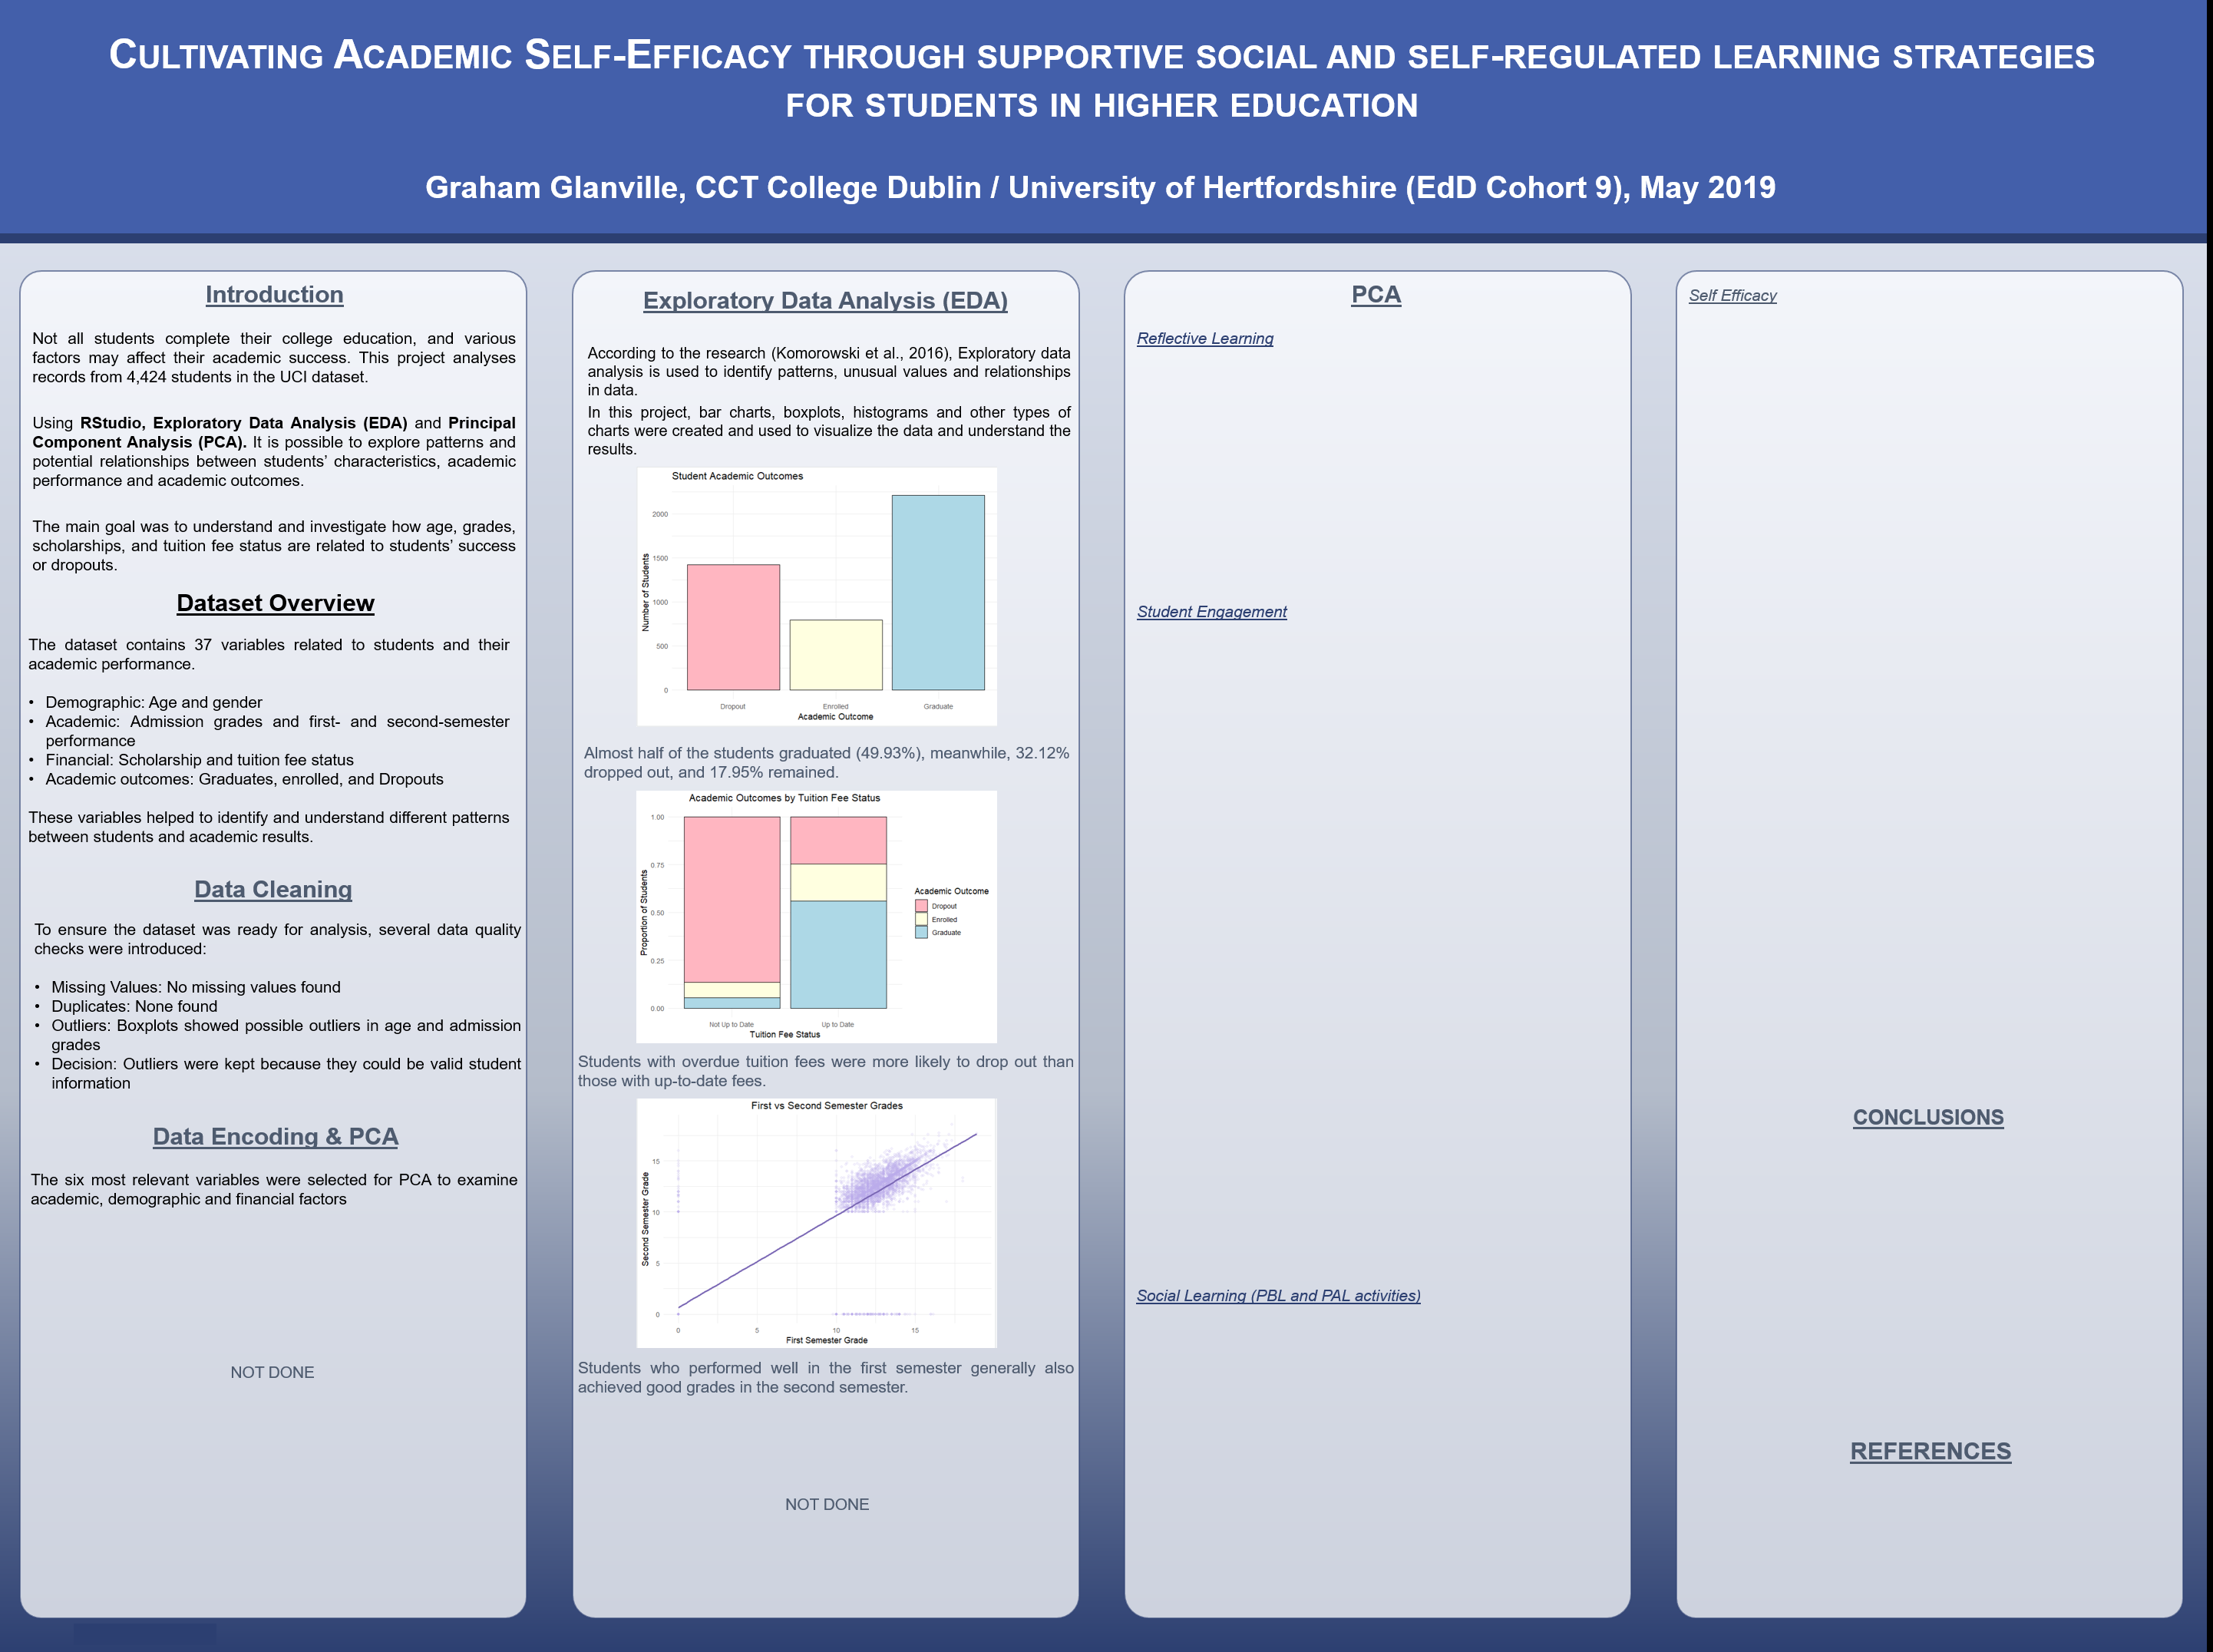 CULTIVATING ACADEMIC SELF-EFFICACY THROUGH SUPPORTIVE SOCIAL AND SELF-REGULATED LEARNING STRATEGIES
FOR STUDENTS IN HIGHER EDUCATION
Graham Glanville, CCT College Dublin / University of Hertfordshire (EdD Cohort 9), May 2019
Introduction
Not all students complete their college education, and various
factors may affect their academic success. This project analyses
records from 4,424 students in the UCI dataset.
Using RStudio, Exploratory Data Analysis (EDA) and Principal
Component Analysis (PCA). It is possible to explore patterns and
potential relationships between students’ characteristics, academic
performance and academic outcomes.
The main goal was to understand and investigate how age, grades,
scholarships, and tuition fee status are related to students’ success
or dropouts.
Dataset Overview
The dataset contains 37 variables related to students and their
academic performance.
• Demographic: Age and gender
• Academic: Admission grades and first- and second-semester
performance
• Financial: Scholarship and tuition fee status
• Academic outcomes: Graduates, enrolled, and Dropouts
These variables helped to identify and understand different patterns
between students and academic results.
Data Cleaning
To ensure the dataset was ready for analysis, several data quality
checks were introduced:
• Missing Values: No missing values found
• Duplicates: None found
• Outliers: Boxplots showed possible outliers in age and admission
grades
• Decision: Outliers were kept because they could be valid student
information
Data Encoding & PCA
The six most relevant variables were selected for PCA to examine
academic, demographic and financial factors
NOT DONE
Exploratory Data Analysis (EDA)
According to the research (Komorowski et al., 2016), Exploratory data
analysis is used to identify patterns, unusual values and relationships
in data.
In this project, bar charts, boxplots, histograms and other types of
charts were created and used to visualize the data and understand the
results.
Student Academic Outcomes
Number of Students
2000
1500
1000
500
0
Dropout Enrolled Graduate
Academic Outcome
Almost half of the students graduated (49.93%), meanwhile, 32.12%
dropped out, and 17.95% remained.
Academic Outcomes by Tuition Fee Status
Proportion of Students
1.00
0.75
0.50
0.25
0.00
Not Up to Date Up to Date
Tuition Fee Status
Academic Outcome
Dropout
Enrolled
Graduate
Students with overdue tuition fees were more likely to drop out than
those with up-to-date fees.
First vs Second Semester Grades
Second Semester Grade
15
10
5
0
0 5 10 15
First Semester Grade
Students who performed well in the first semester generally also
achieved good grades in the second semester.
NOT DONE
PCA
Reflective Learning
Student Engagement
Social Learning (PBL and PAL activities)
Self Efficacy
CONCLUSIONS
REFERENCES